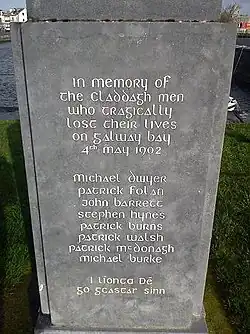 In memory of
the Claddagh men
who tragically
lost their lives
on Galway Bay
4th May 1902
Michael Dwyer
Patrick Folan
John Barrett
Stephen Hynes
Patrick Burns
Patrick Walsh
Patrick McDonagh
Michael Burke
I Líonta Dé
go gCastar Sinn